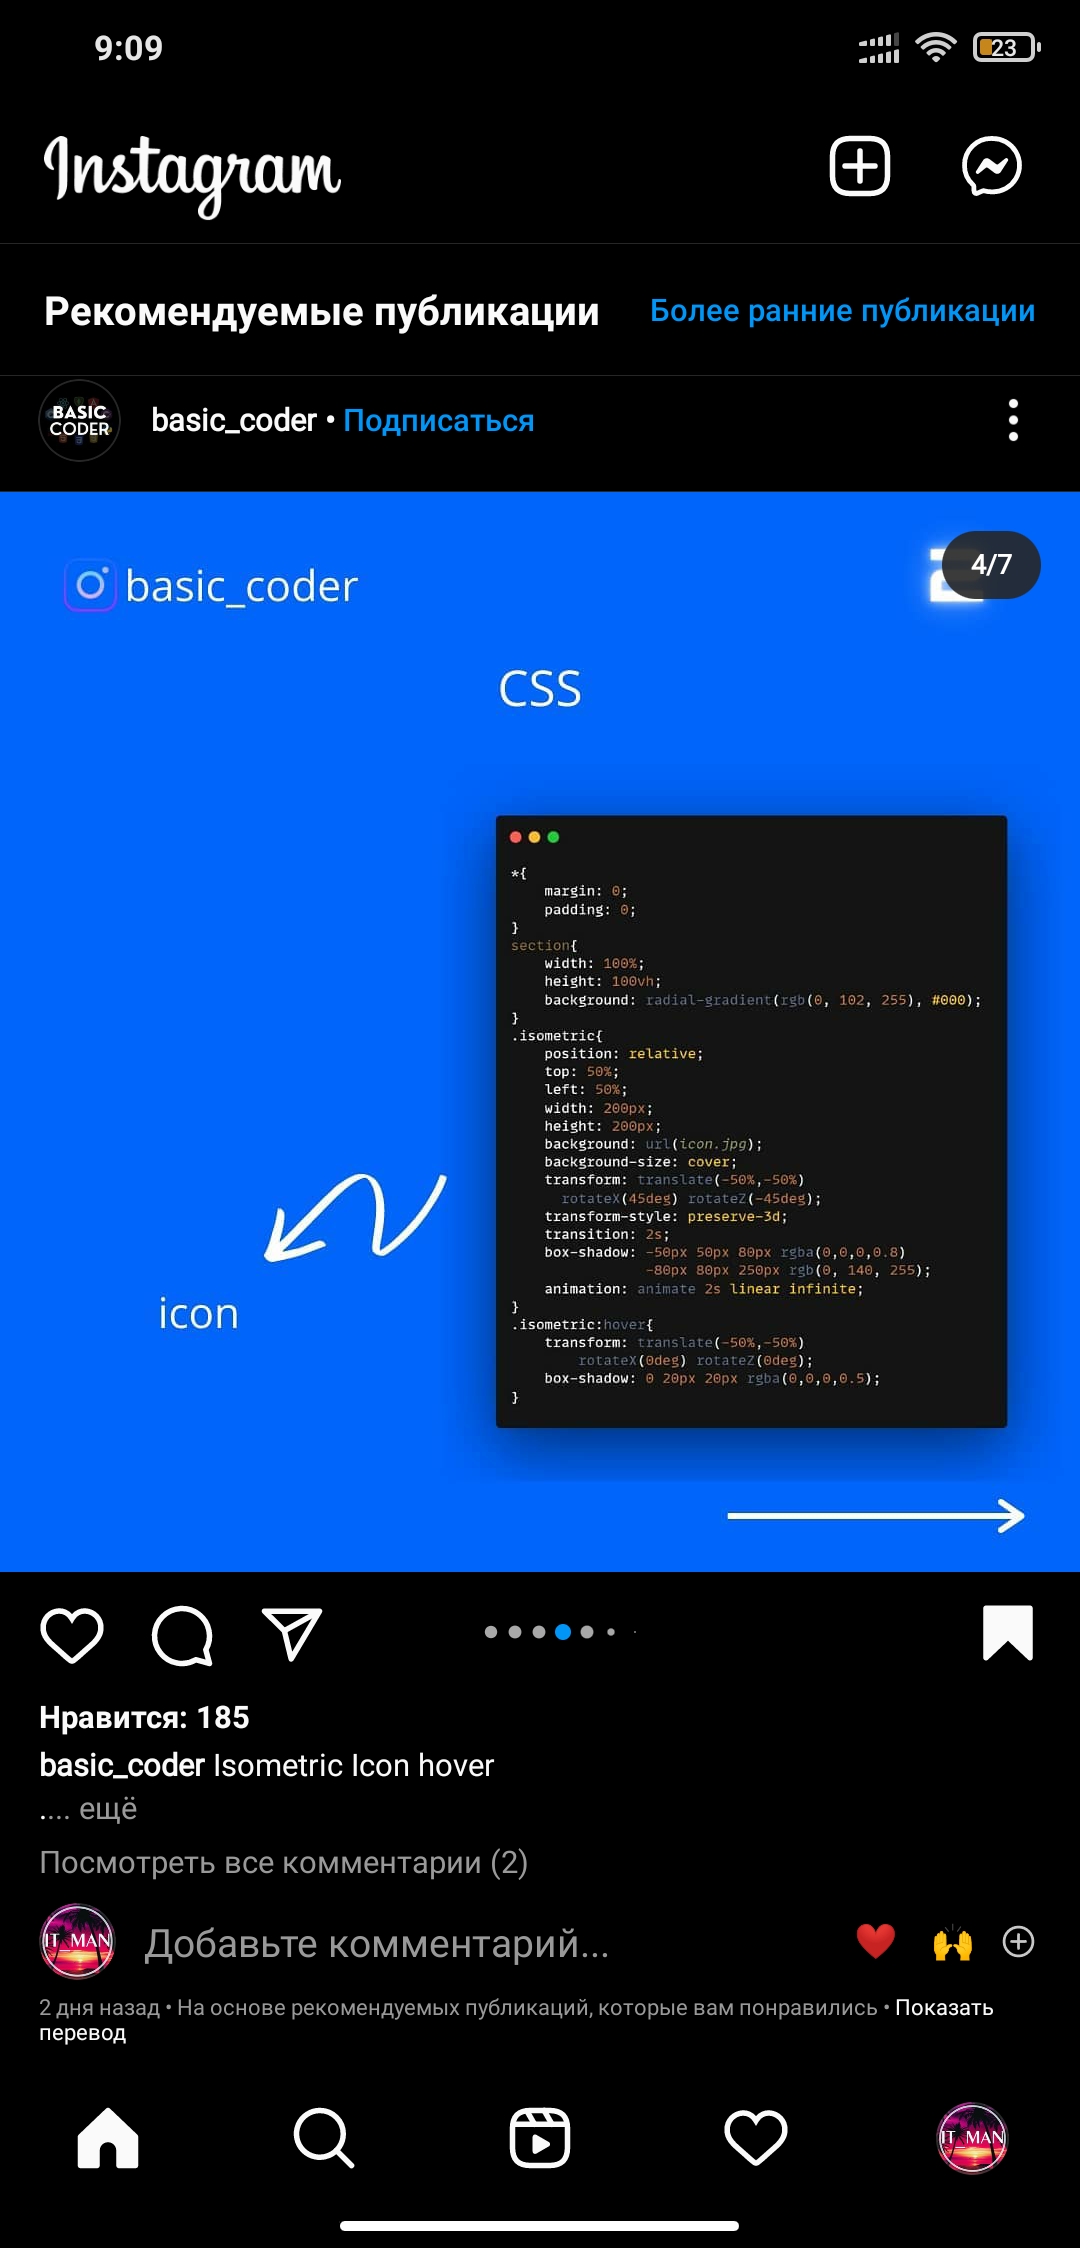 9:09
23
Instagram
Рекомендуемые публикации Более ранние публикации
BASIC
CODER
basic_coder • Подписаться
basic_coder
4/7
CSS
*{
margin: 0;
padding: 0;
}
section{
width: 100%;
height: 100vh;
background: radial-gradient(rgb(0, 102, 255), #000);
}
.isometric{
position: relative;
top: 50%;
left: 50%;
width: 200px;
height: 200px;
background: url(icon.jpg);
background-size: cover;
transform: translate(-50%,-50%)
rotateX(45deg) rotateZ(-45deg);
transform-style: preserve-3d;
transition: 2s;
box-shadow: -50px 50px 80px rgba(0,0,0,0.8)
-80px 80px 250px rgb(0, 140, 255);
animation: animate 2s linear infinite;
}
.isometric:hover{
transform: translate(-50%,-50%)
rotateX(0deg) rotateZ(0deg);
box-shadow: 0 20px 20px rgba(0,0,0,0.5);
}
icon
Нравится: 185
basic_coder Isometric Icon hover
.... ещё
Посмотреть все комментарии (2)
IT_MAN
Добавьте комментарий...
2 дня назад • На основе рекомендуемых публикаций, которые вам понравились • Показать
перевод
IT_MAN